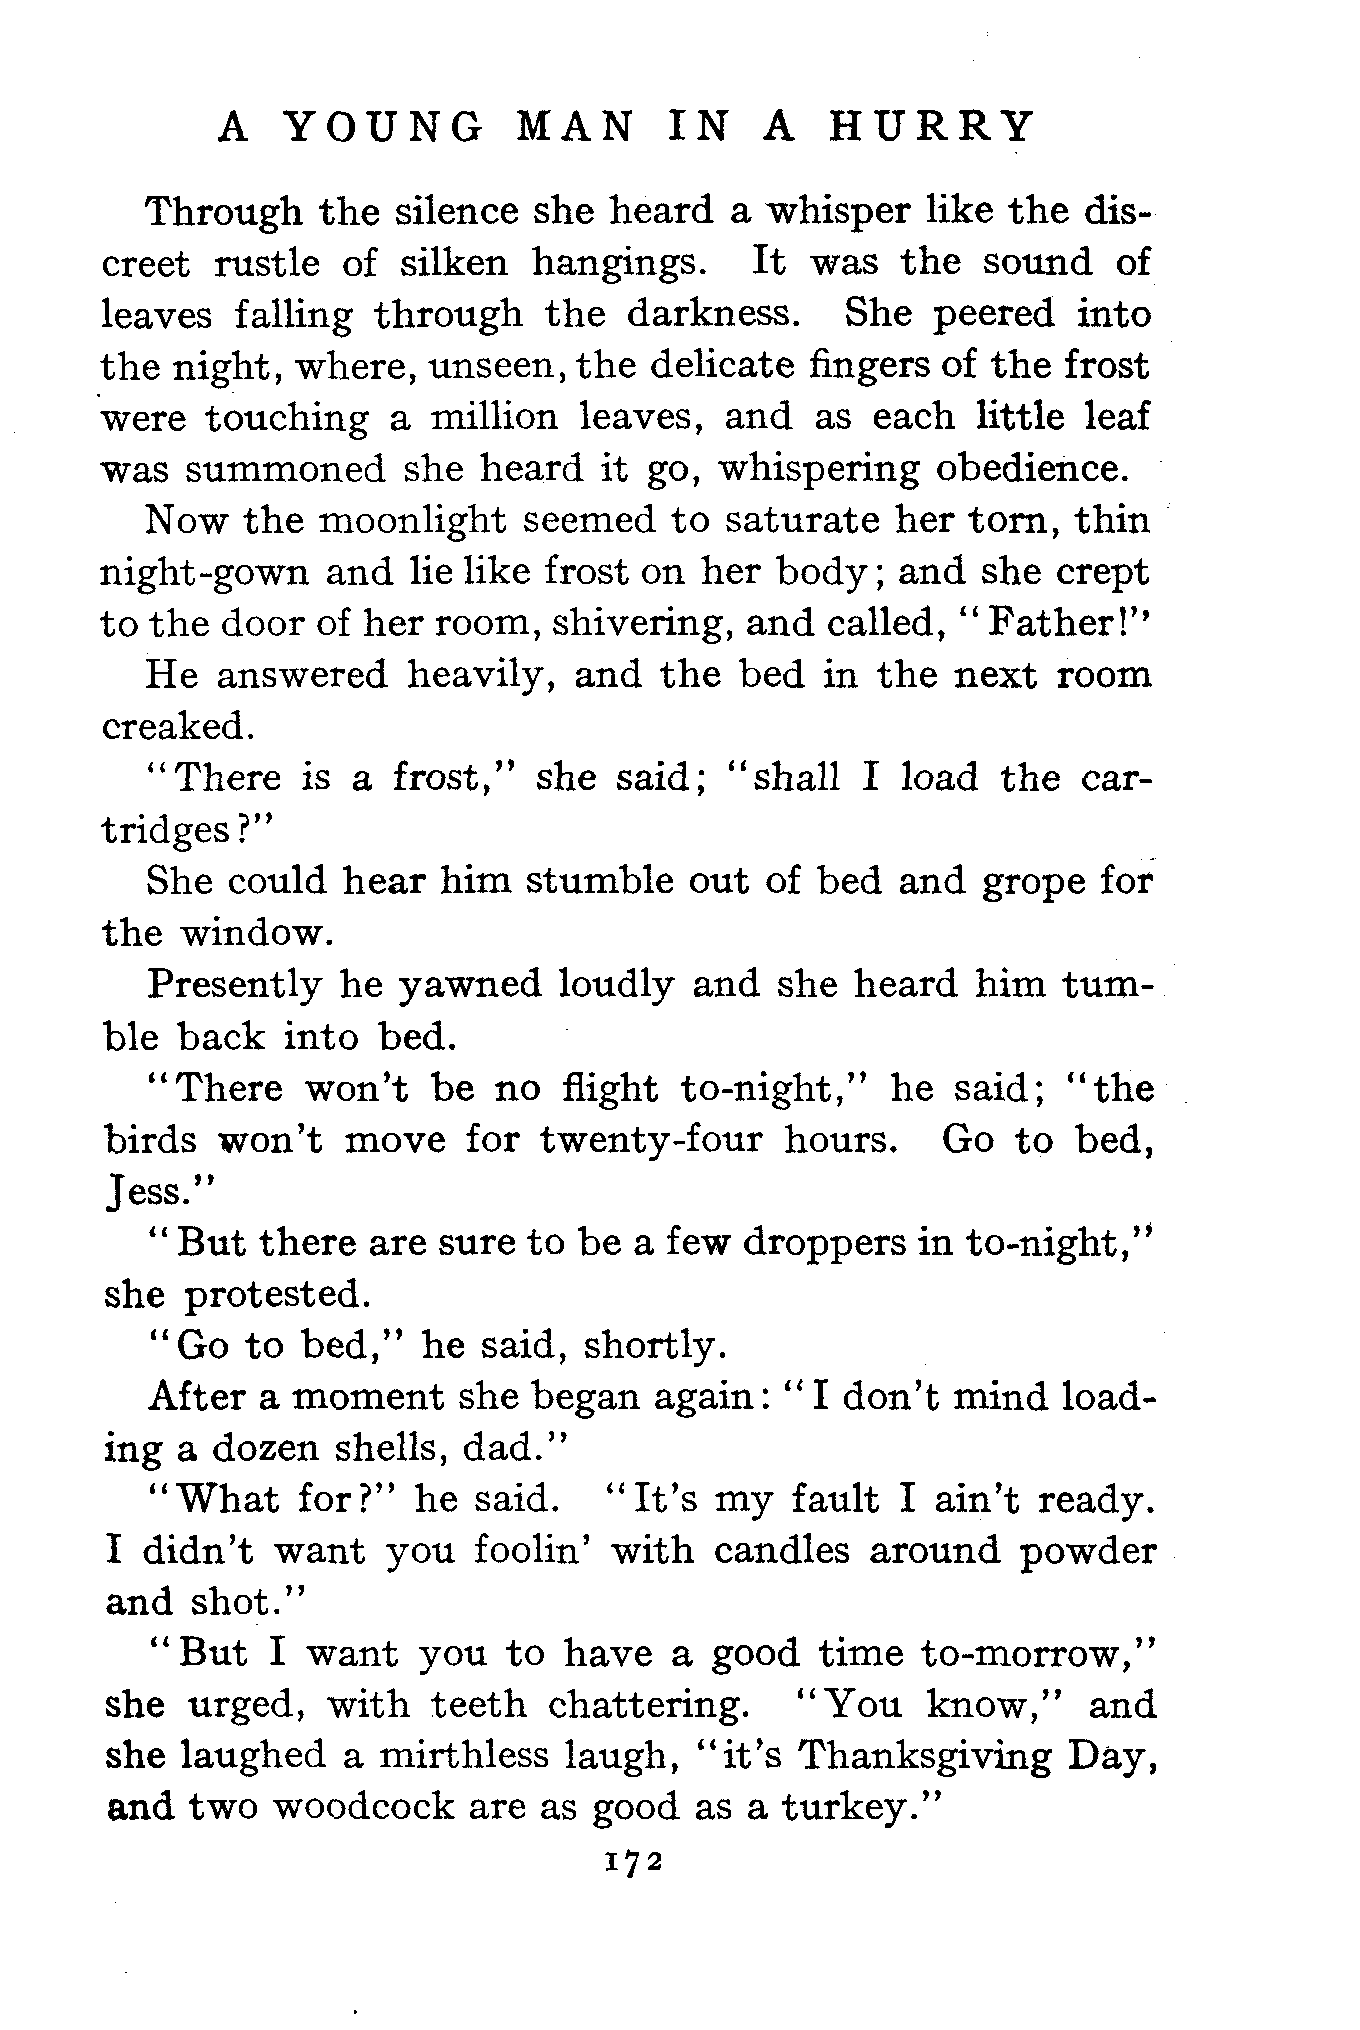 A YOUNG MAN IN A HURRY
Through the silence she heard a whisper like the dis-
creet rustle of silken hangings. It was the sound of
leaves falling through the darkness. She peered into
the night, where, unseen, the delicate fingers of the frost
were touching a million leaves, and as each little leaf
was summoned she heard it go, whispering obedience.
Now the moonlight seemed to saturate her torn, thin
night-gown and lie like frost on her body; and she crept
to the door of her room, shivering, and called, "Father!"
He answered heavily, and the bed in the next room
creaked.
"There is a frost," she said; "shall I load the car-
tridges?"
She could hear him stumble out of bed and grope for
the window.
Presently he yawned loudly and she heard him tum-
ble back into bed.
"There won't be no flight to-night," he said; "the
birds won't move for twenty-four hours. Go to bed,
Jess."
"But there are sure to be a few droppers in to-night,"
she protested.
"Go to bed," he said, shortly.
After a moment she began again: "I don't mind load-
ing a dozen shells, dad."
"What for?" he said. "It's my fault I ain't ready.
I didn't want you foolin' with candles around powder
and shot."
"But I want you to have a good time to-morrow,"
she urged, with teeth chattering. "You know," and
she laughed a mirthless laugh, "it's Thanksgiving Day,
and two woodcock are as good as a turkey."
172